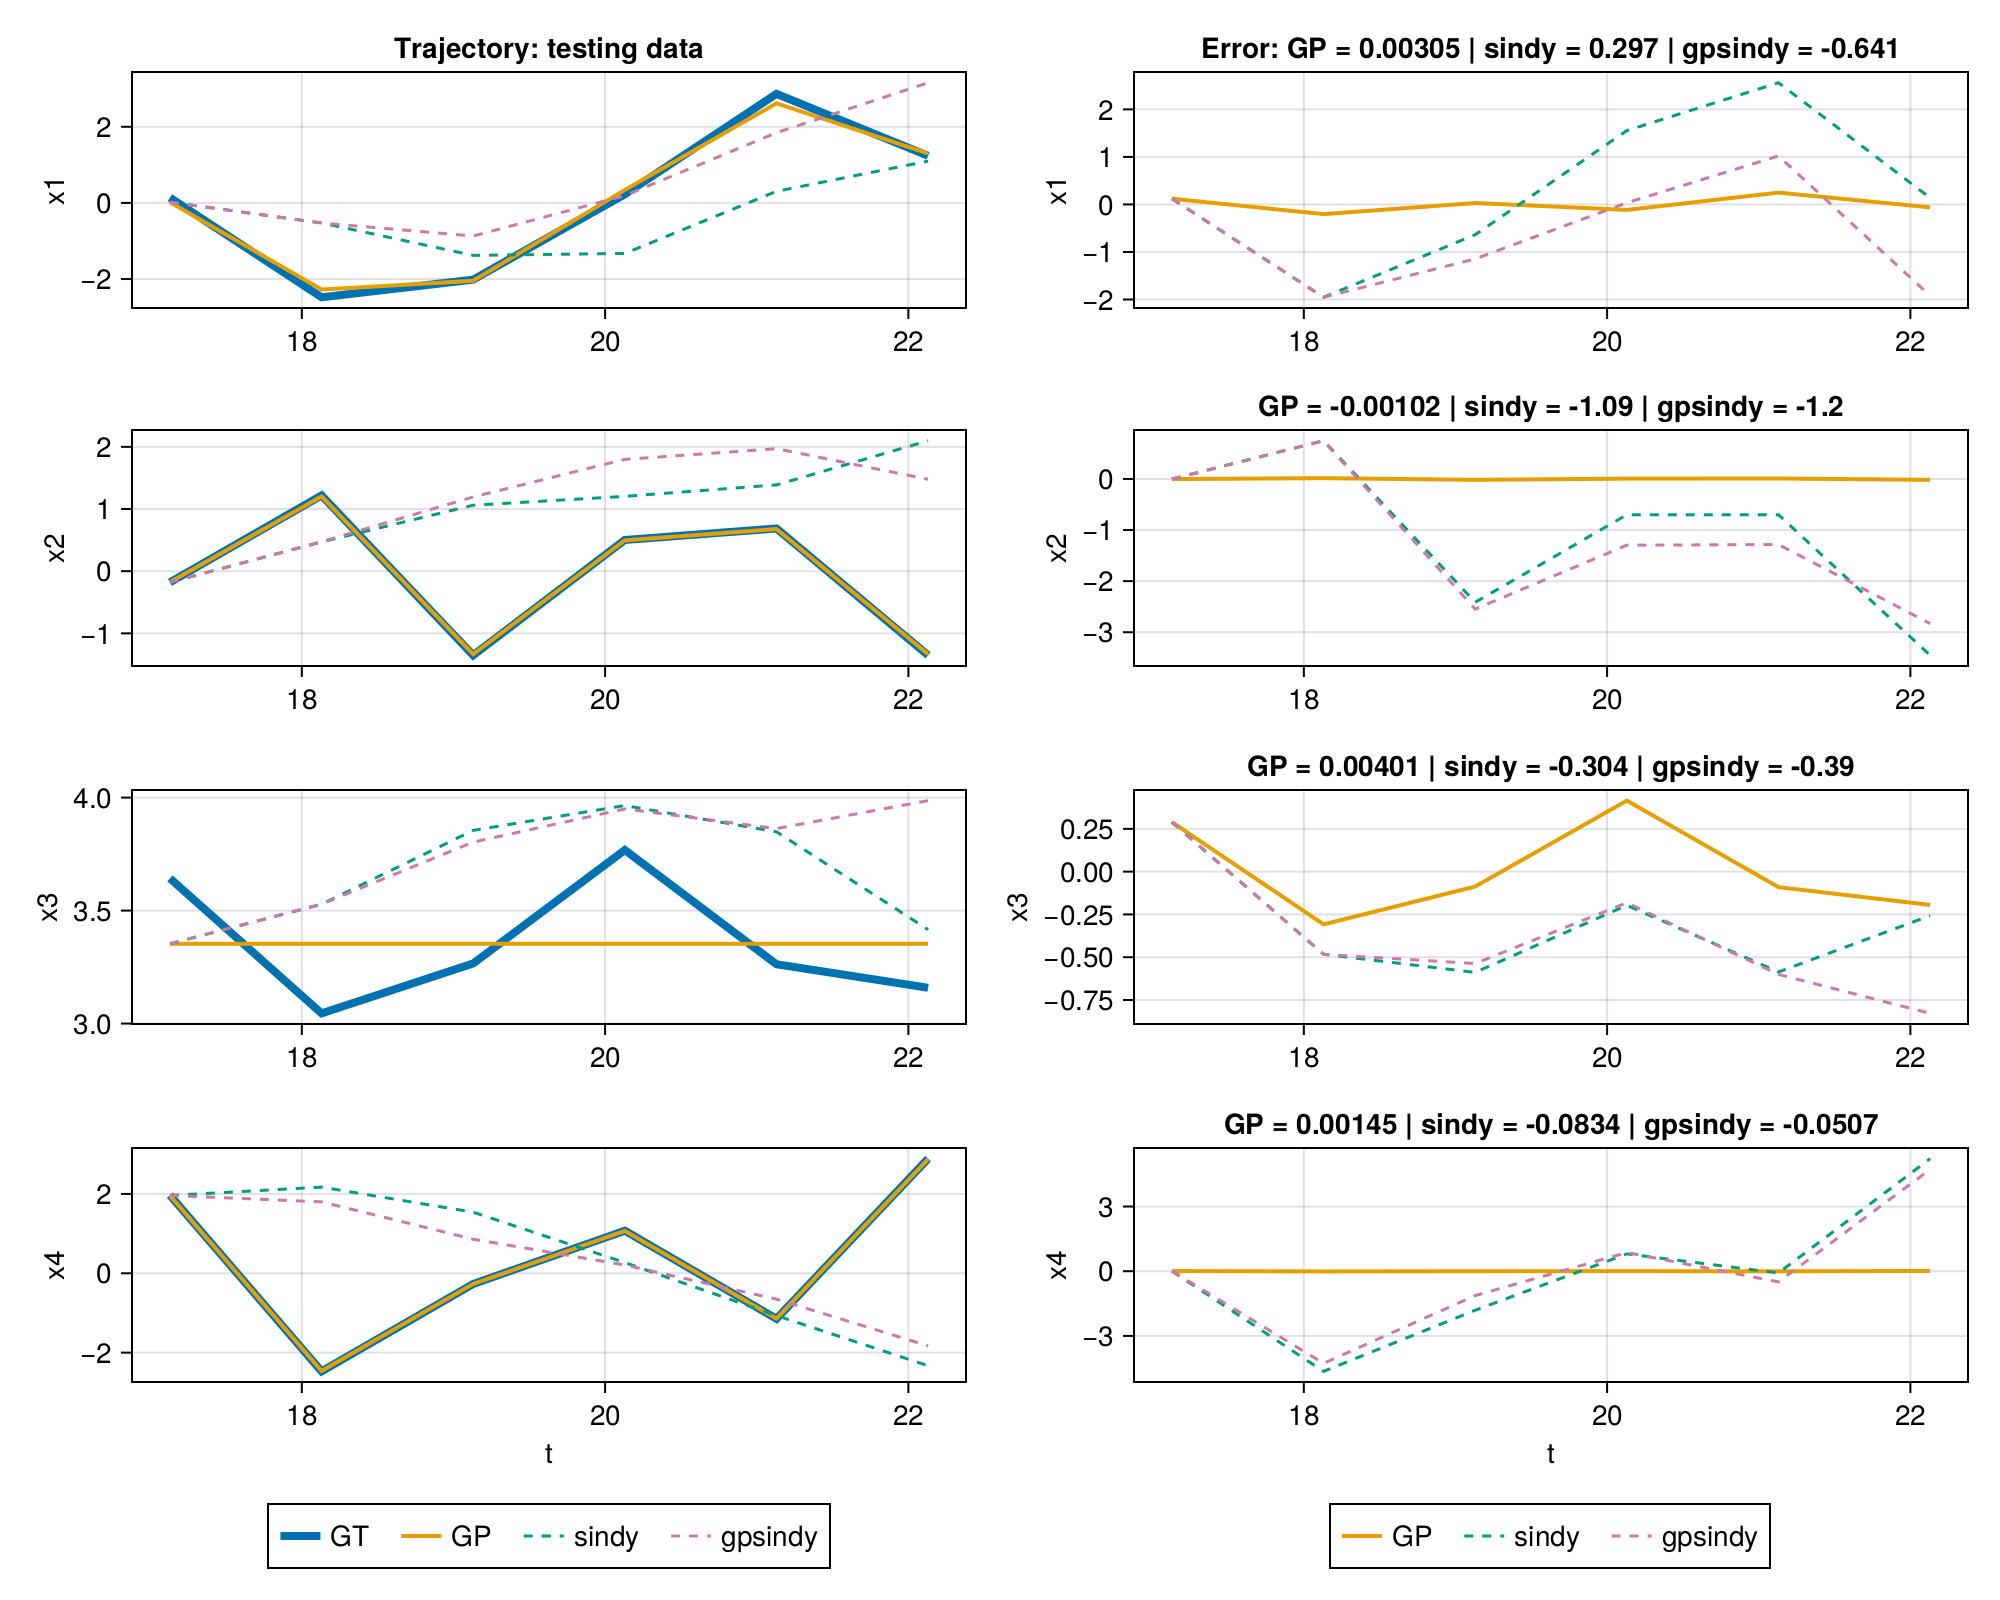 Trajectory: testing data
x1
2
0
−2
18 20 22
Error: GP = 0.00305 | sindy = 0.297 | gpsindy = -0.641
x1
2
1
0
−1
−2
18 20 22
x2
2
1
0
−1
18 20 22
GP = -0.00102 | sindy = -1.09 | gpsindy = -1.2
x2
0
−1
−2
−3
18 20 22
x3
4.0
3.5
3.0
18 20 22
GP = 0.00401 | sindy = -0.304 | gpsindy = -0.39
x3
0.25
0.00
−0.25
−0.50
−0.75
18 20 22
x4
2
0
−2
18 20 22
t
GP = 0.00145 | sindy = -0.0834 | gpsindy = -0.0507
x4
3
0
−3
18 20 22
t
GT GP sindy gpsindy
GP sindy gpsindy